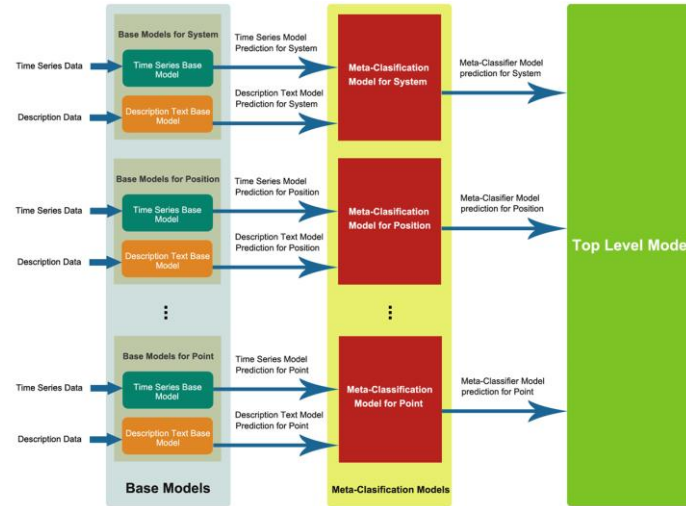 Base Models for System
Time Series Data
Time Series Base
Model
Description Data
Description Text Base
Model
Time Series Model
Prediction for System
Description Text Model
Prediction for System
Meta-Clasification
Model for System
Meta-Classifier Model
prediction for System
Base Models for Position
Time Series Data
Time Series Base
Model
Description Data
Description Text Base
Model
Time Series Model
Prediction for Position
Description Text Model
Prediction for Position
Meta-Clasification
Model for Position
Meta-Clasifier Model
prediction for Position
Top Level Model
Base Models for Point
Time Series Data
Time Series Base
Model
Description Data
Description Text Base
Model
Time Series Model
Prediction for Point
Description Text Model
Prediction for Point
Meta-Clasification
Model for Point
Meta-Clasifier Model
prediction for Point
Base Models
Meta-Clasification Models